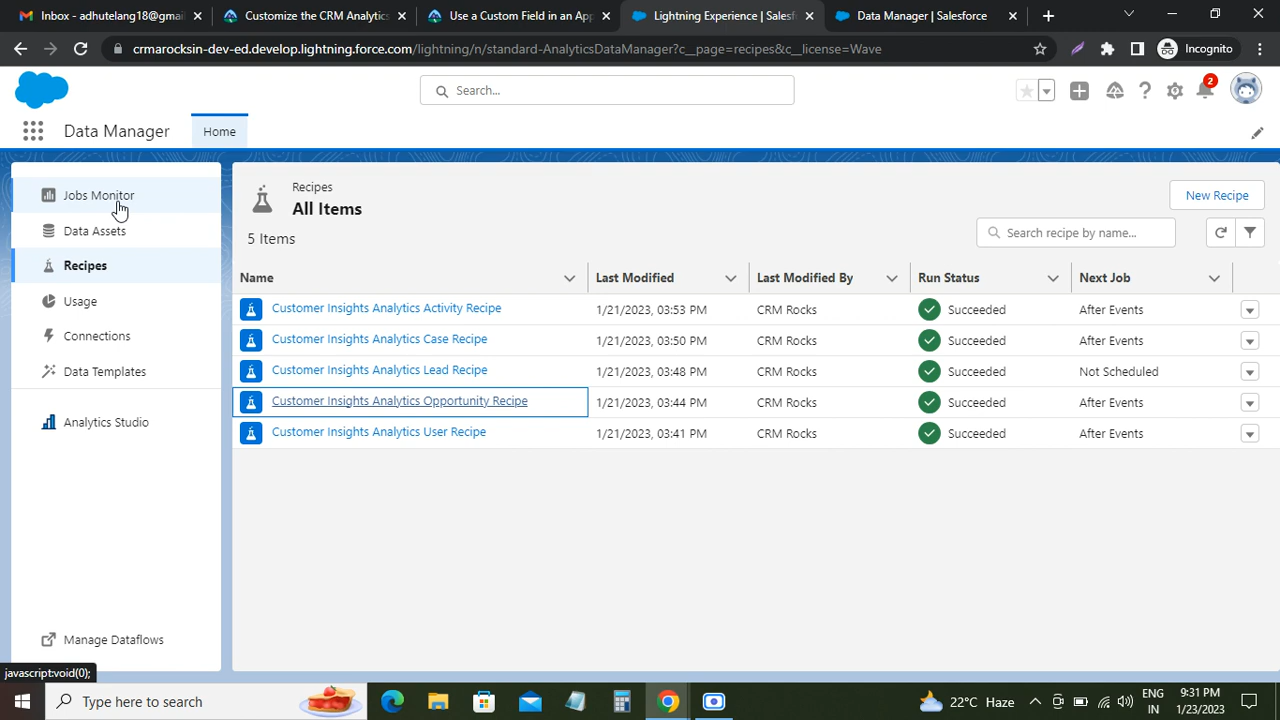 adhutelang18@gmai
Customize the CRM Analytics
Use a Custom Field in an App
Lightning Experience | Salesf
Data Manager | Salesforce
crmarocksin-dev-ed.develop.lightning.force.com/lightning/n/standard-AnalyticsDataManager?c__page=recipes&c__license=Wave
Incognito
Search...
2
Data Manager
Home
Jobs Monitor
Data Assets
Recipes
Usage
Connections
Data Templates
Analytics Studio
Manage Dataflows
Recipes
All Items
New Recipe
5 Items
Search recipe by name...
Name Last Modified Last Modified By Run Status Next Job
Customer Insights Analytics Activity Recipe 1/21/2023, 03:53 PM CRM Rocks Succeeded After Events
Customer Insights Analytics Case Recipe 1/21/2023, 03:50 PM CRM Rocks Succeeded After Events
Customer Insights Analytics Lead Recipe 1/21/2023, 03:48 PM CRM Rocks Succeeded Not Scheduled
Customer Insights Analytics Opportunity Recipe 1/21/2023, 03:44 PM CRM Rocks Succeeded After Events
Customer Insights Analytics User Recipe 1/21/2023, 03:41 PM CRM Rocks Succeeded After Events
javascript:void(0);
Type here to search
22°C Haze
ENG
IN
9:31 PM
1/23/2023